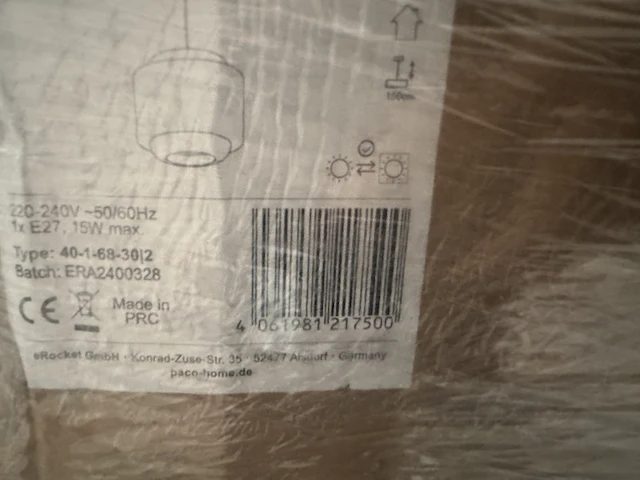 150cm
220-240V ~50/60Hz
1x E27, 15W max.
Type: 40-1-68-30|2
Batch: ERA2400328
CE
Made in
PRC
4 061981 217500
eRocket GmbH · Konrad-Zuse-Str. 35 · 52477 Alsdorf · Germany
paco-home.de